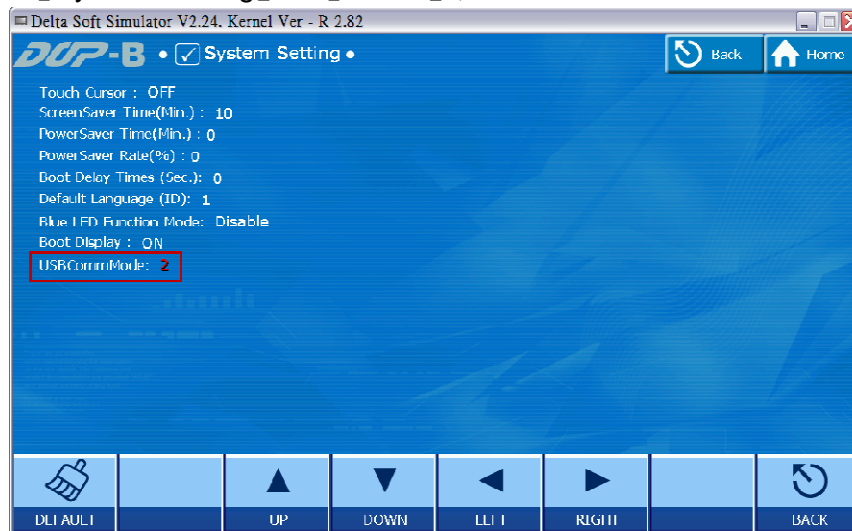 Delta Soft Simulator V2.24. Kernel Ver - R 2.82
DOP-B • System Setting •
Back
Home
Touch Cursor : OFF
ScreenSaver Time(Min.) : 10
PowerSaver Time(Min.) : 0
PowerSaver Rate(%) : 0
Boot Delay Times (Sec.): 0
Default Language (ID): 1
Blue LED Function Mode: Disable
Boot Display : ON
USBCommMode: 2
DEFAULT
UP
DOWN
LEFT
RIGHT
BACK